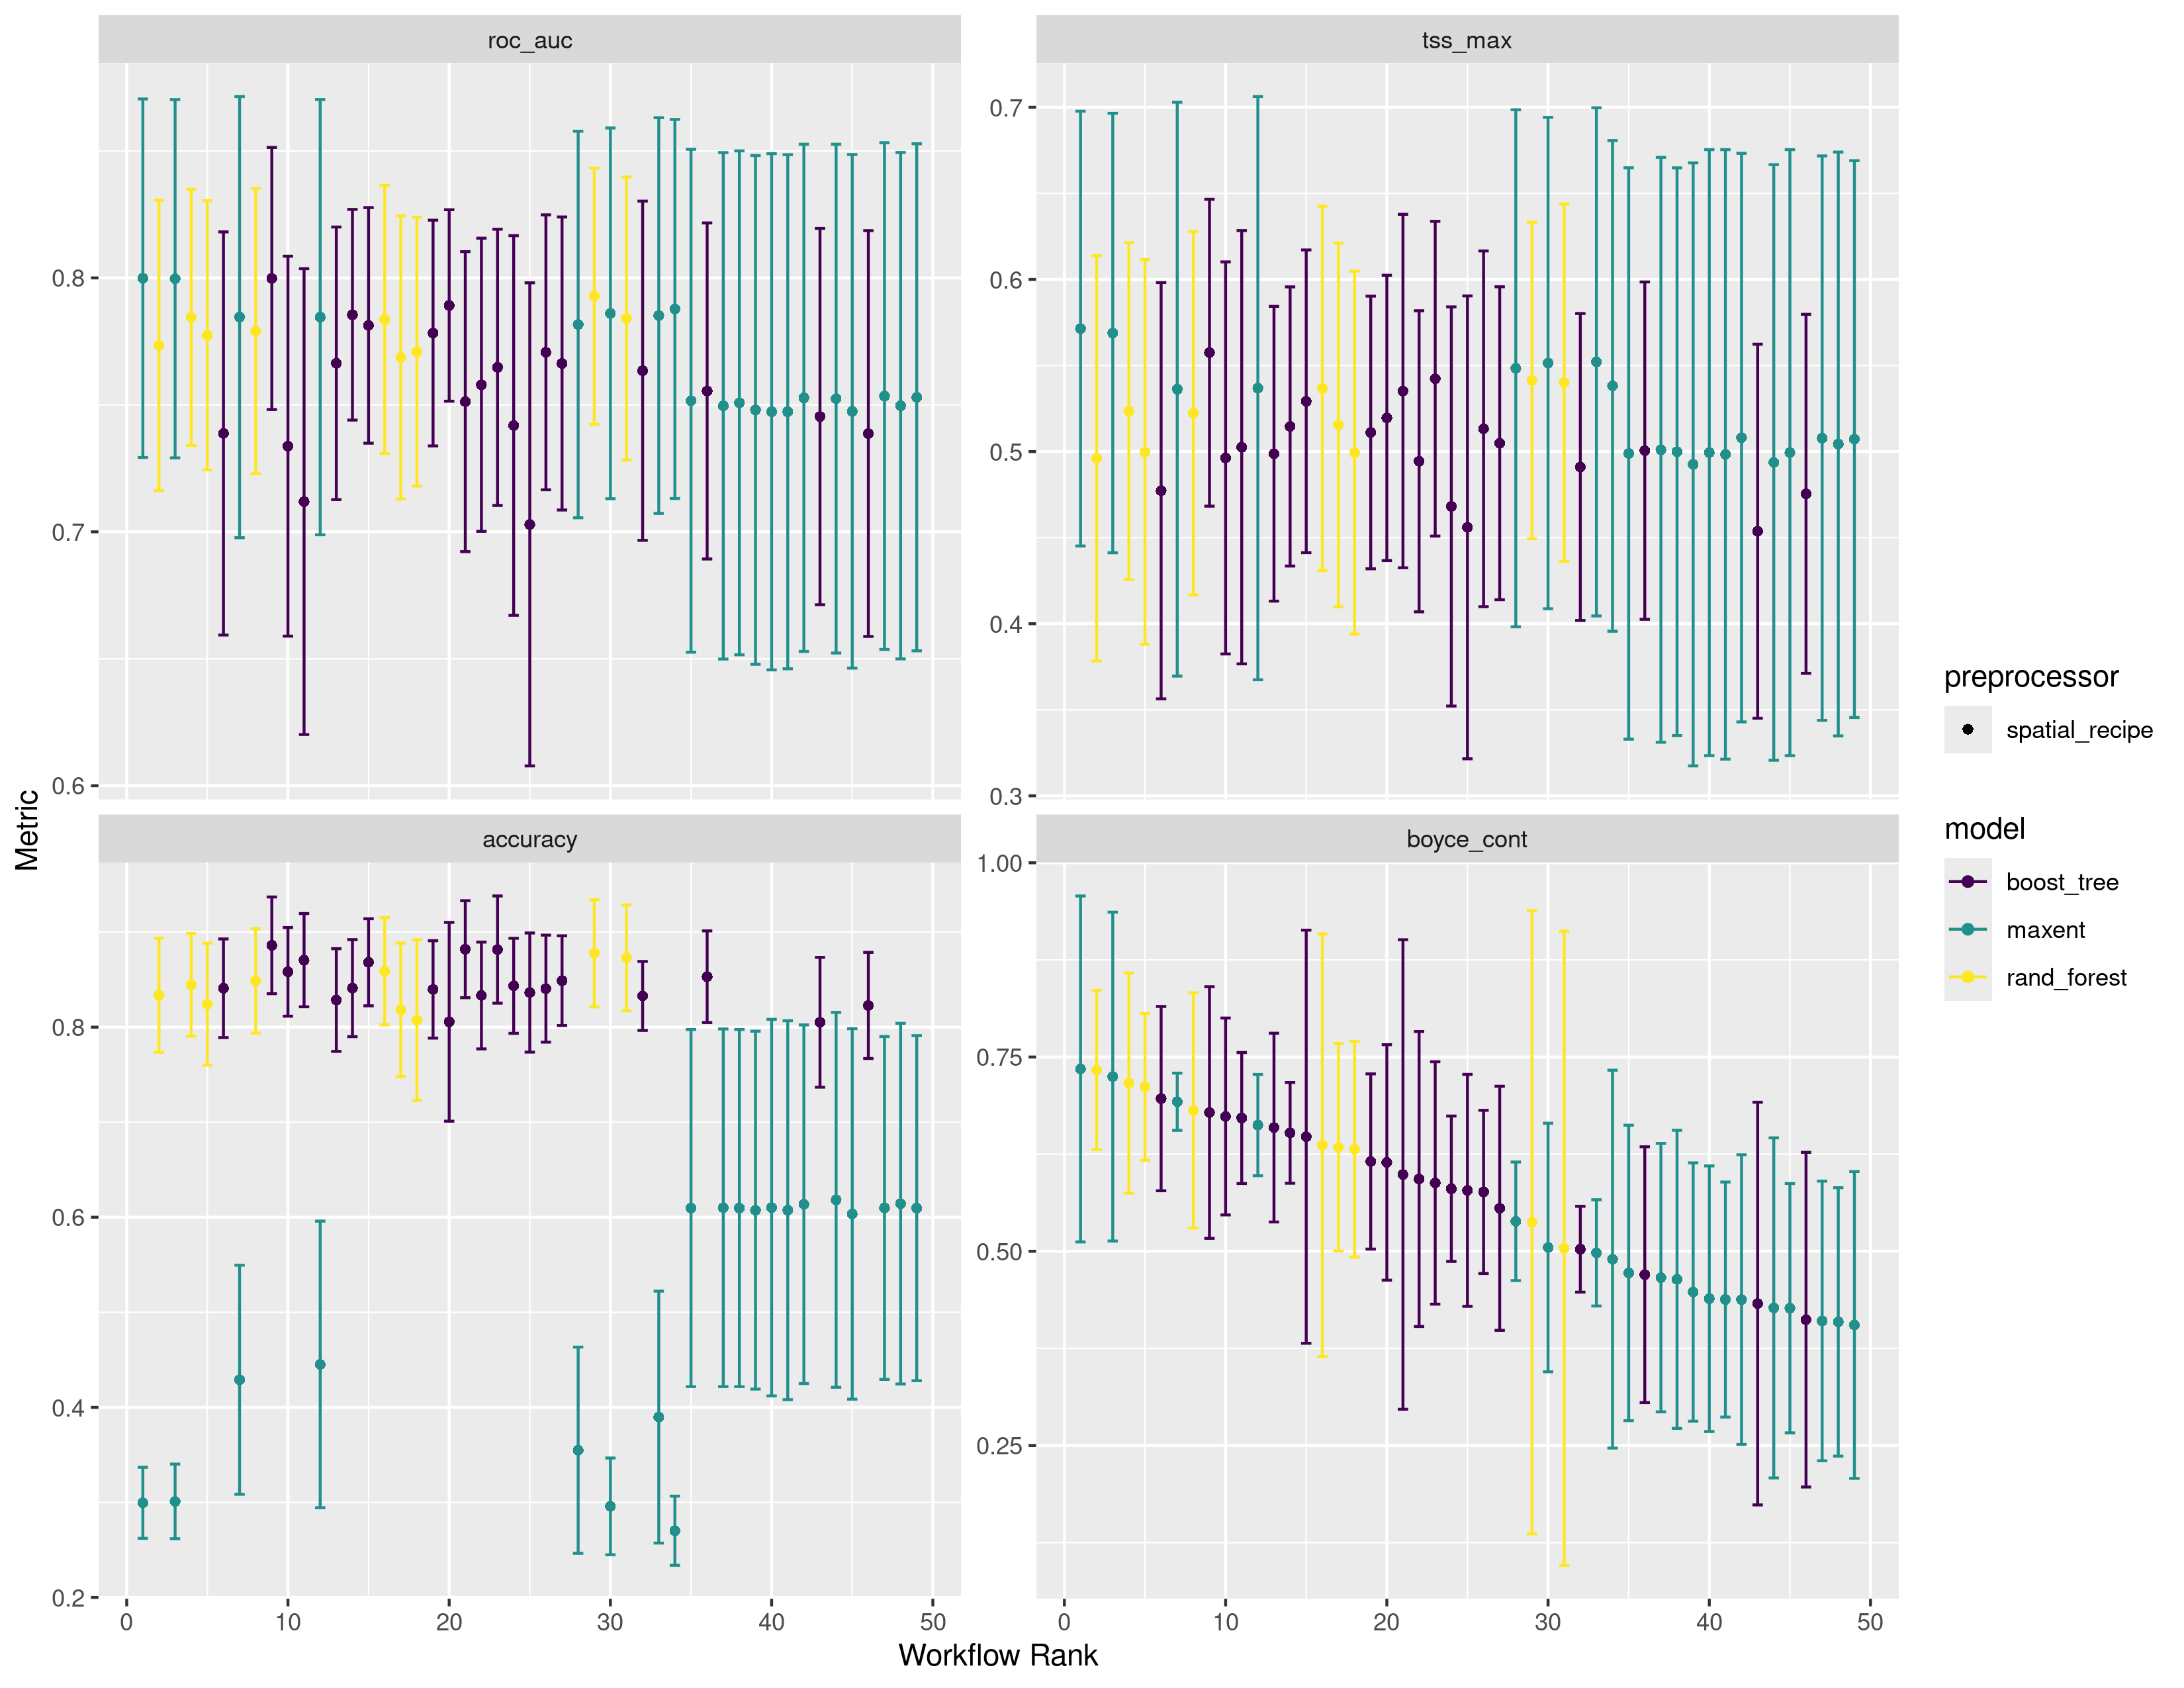 roc_auc
tss_max
0.8
0.7
0.6
0.7
0.6
0.5
0.4
0.3
Metric
accuracy
boyce_cont
0.8
0.6
0.4
0.2
1.00
0.75
0.50
0.25
0 10 20 30 40 50
0 10 20 30 40 50
Workflow Rank
preprocessor
spatial_recipe
model
boost_tree
maxent
rand_forest